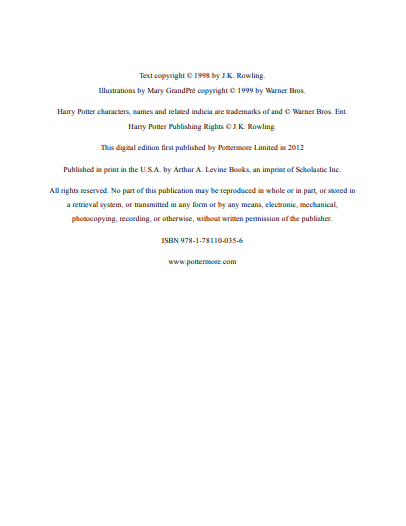 Text copyright © 1998 by J.K. Rowling.
Illustrations by Mary GrandPré copyright © 1999 by Warner Bros.
Harry Potter characters, names and related indicia are trademarks of and © Warner Bros. Ent.
Harry Potter Publishing Rights © J.K. Rowling.
This digital edition first published by Pottermore Limited in 2012
Published in print in the U.S.A. by Arthur A. Levine Books, an imprint of Scholastic Inc.
All rights reserved. No part of this publication may be reproduced in whole or in part, or stored in
a retrieval system, or transmitted in any form or by any means, electronic, mechanical,
photocopying, recording, or otherwise, without written permission of the publisher.
ISBN 978-1-78110-035-6
www.pottermore.com